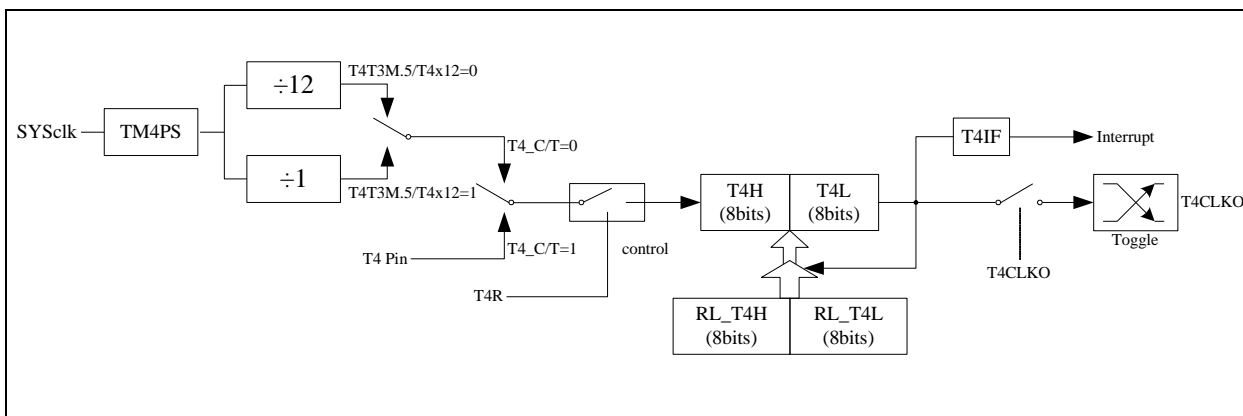 T4T3M.5/T4x12=0
÷12
SYSclk
TM4PS
T4_C/T=0
T4IF
Interrupt
÷1
T4T3M.5/T4x12=1
T4H
(8bits)
T4L
(8bits)
T4CLKO
Toggle
T4_C/T=1
T4 Pin
control
T4CLKO
T4R
RL_T4H
(8bits)
RL_T4L
(8bits)